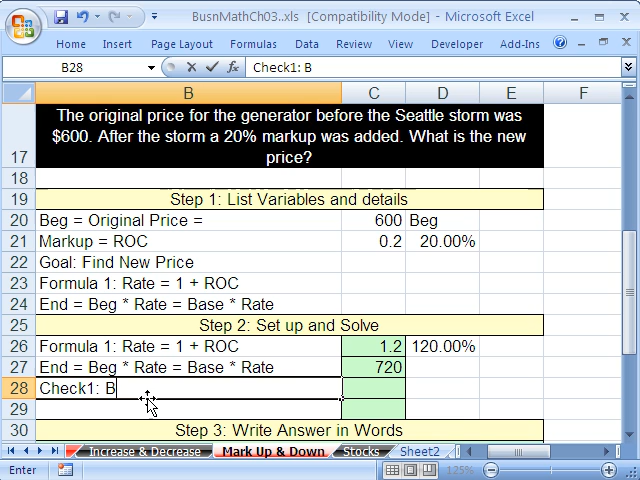 BusnMathCh03..xls [Compatibility Mode] - Microsoft Excel
Home Insert Page Layout Formulas Data Review View Developer Add-Ins
B28 fx Check1: B
B C D E F
17 The original price for the generator before the Seattle storm was
$600. After the storm a 20% markup was added. What is the new
price?
18
19 Step 1: List Variables and details
20 Beg = Original Price = 600 Beg
21 Markup = ROC 0.2 20.00%
22 Goal: Find New Price
23 Formula 1: Rate = 1 + ROC
24 End = Beg * Rate = Base * Rate
25 Step 2: Set up and Solve
26 Formula 1: Rate = 1 + ROC 1.2 120.00%
27 End = Beg * Rate = Base * Rate 720
28 Check1: B
29
30 Step 3: Write Answer in Words
Increase & Decrease Mark Up & Down Stocks Sheet2
Enter 125%